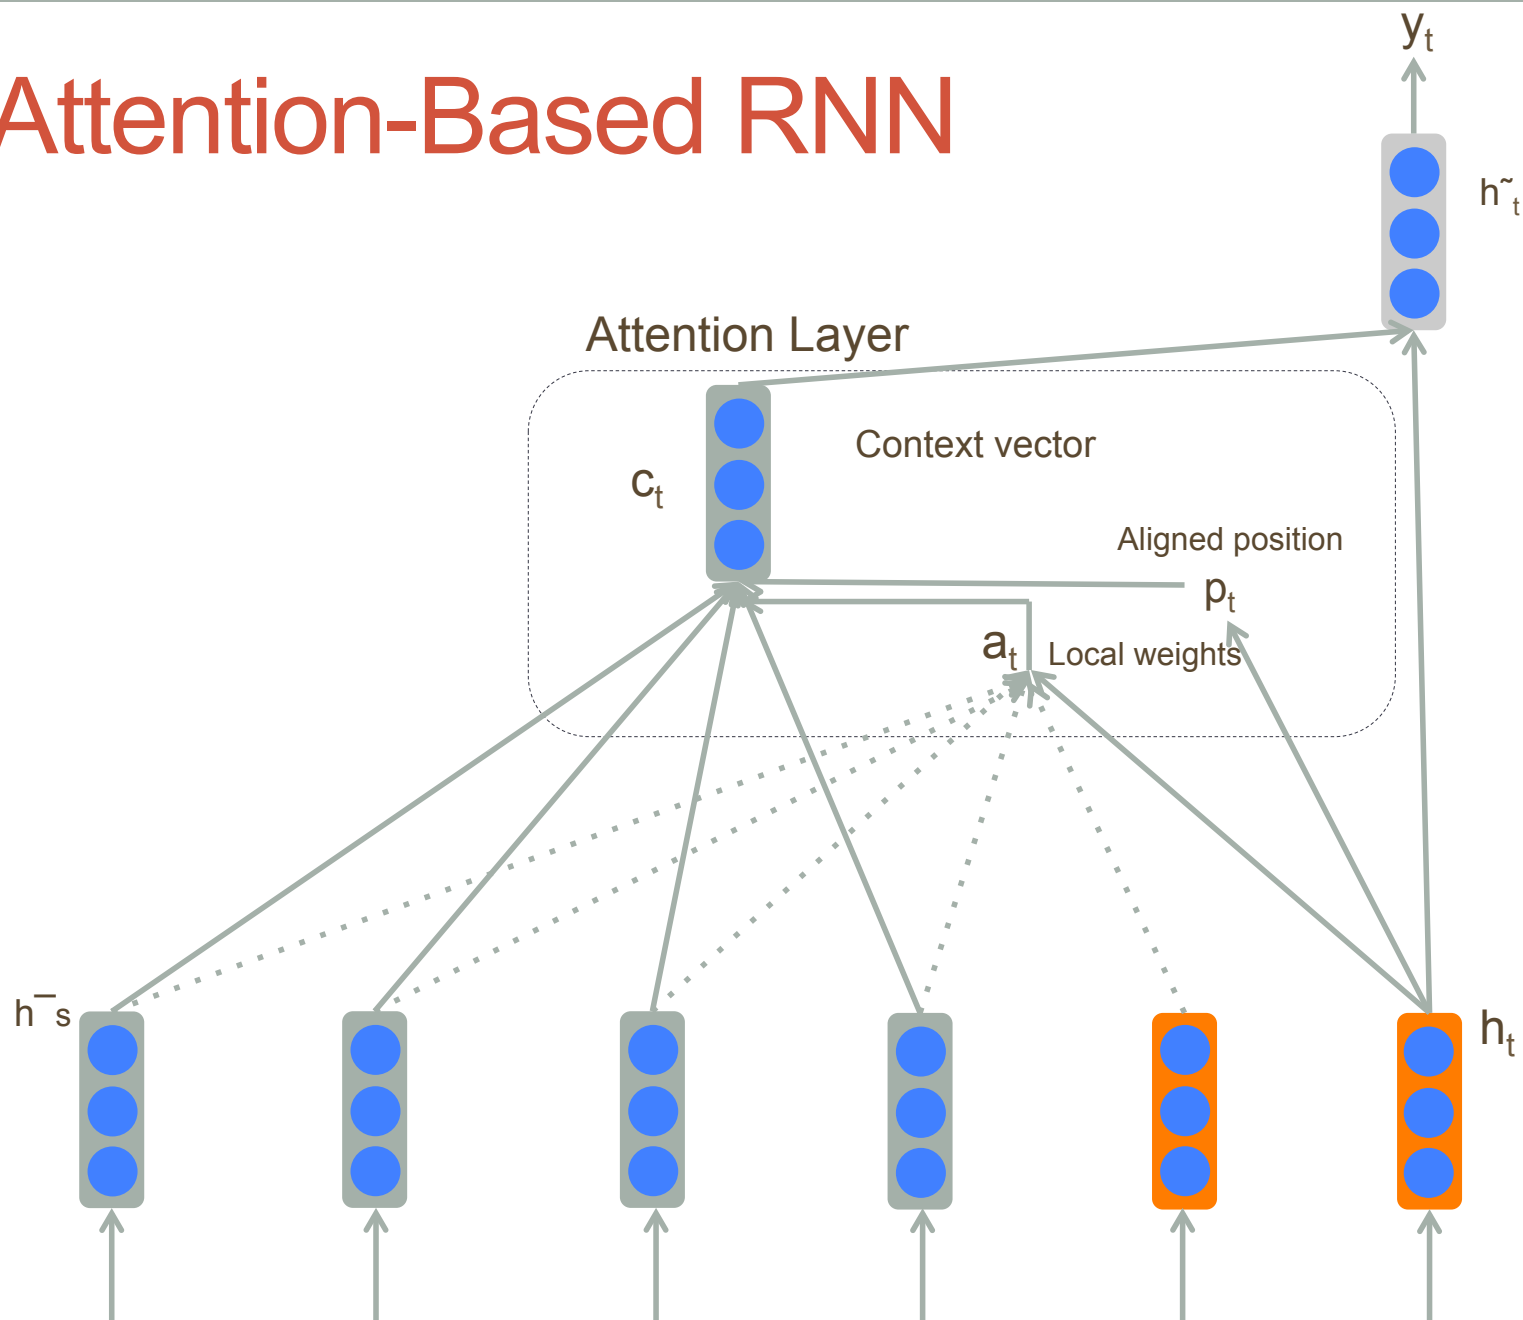 yt
Attention-Based RNN
h˜t
Attention Layer
Context vector
ct
Aligned position
pt
at Local weights
h¯s
ht